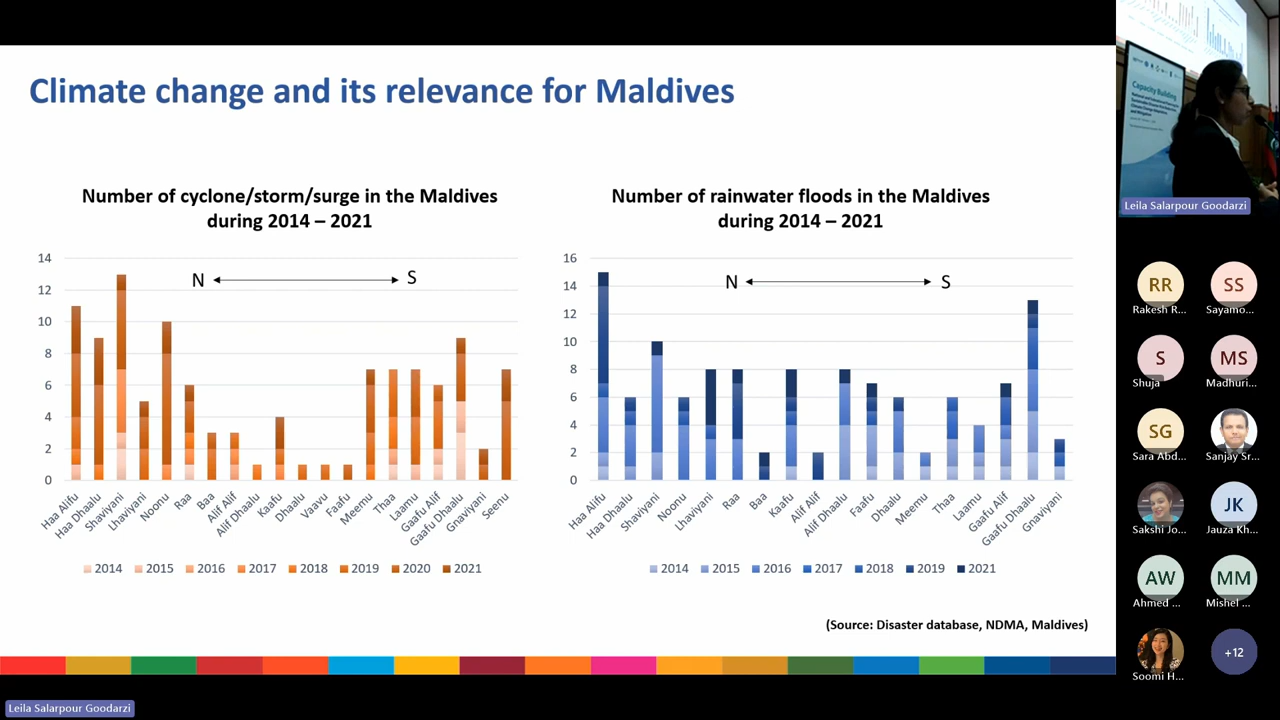 Climate change and its relevance for Maldives
Number of cyclone/storm/surge in the Maldives
during 2014 – 2021
14
12
10
8
6
4
2
0
N
S
Haa Alifu
Haa Dhaalu
Shaviyani
Lhaviyani
Noonu
Raa
Baa
Alif Alif
Alif Dhaalu
Kaafu
Dhaalu
Vaavu
Faafu
Meemu
Thaa
Laamu
Gaafu Alif
Gaafu Dhaalu
Gnaviyani
Seenu
2014 2015 2016 2017 2018 2019 2020 2021
Number of rainwater floods in the Maldives
during 2014 – 2021
16
14
12
10
8
6
4
2
0
N
S
Haa Alifu
Haa Dhaalu
Shaviyani
Noonu
Lhaviyani
Raa
Baa
Kaafu
Alif Alif
Alif Dhaalu
Faafu
Dhaalu
Meemu
Thaa
Laamu
Gaafu Alif
Gaafu Dhaalu
Gnaviyani
2014 2015 2016 2017 2018 2019 2021
(Source: Disaster database, NDMA, Maldives)
Leila Salarpour Goodarzi
Capacity Building
Leila Salarpour Goodarzi
RR
Rakesh R...
SS
Sayamo...
S
Shuja
MS
Madhuri...
SG
Sara Abd...
Sanjay Sr...
Sakshi Jo...
JK
Jauza Kh...
AW
Ahmed ...
MM
Mishel ...
Soomi H...
+12